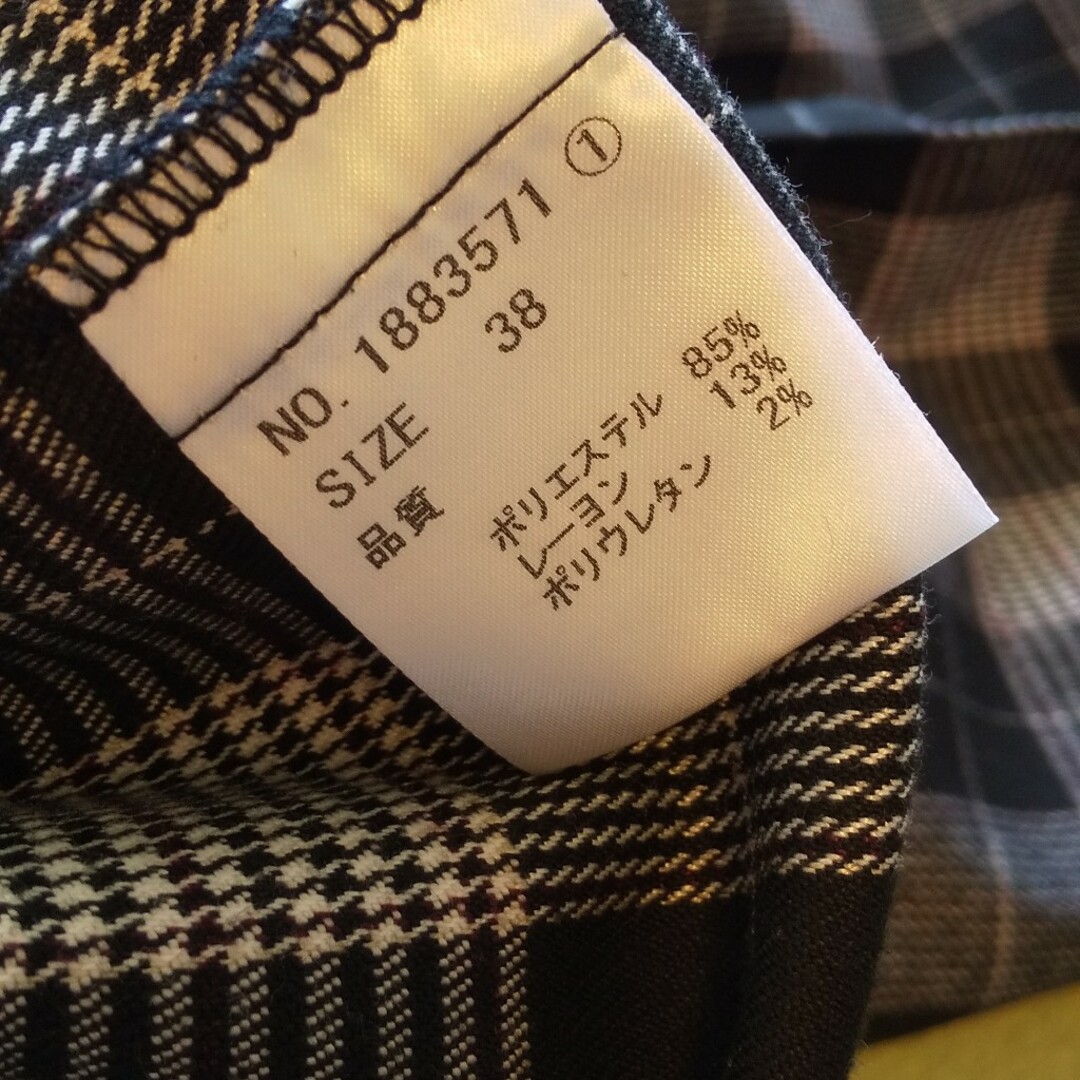 NO. 1883571 ①
SIZE 38
品質 ポリエステル 85%
レーヨン 13%
ポリウレタン 2%